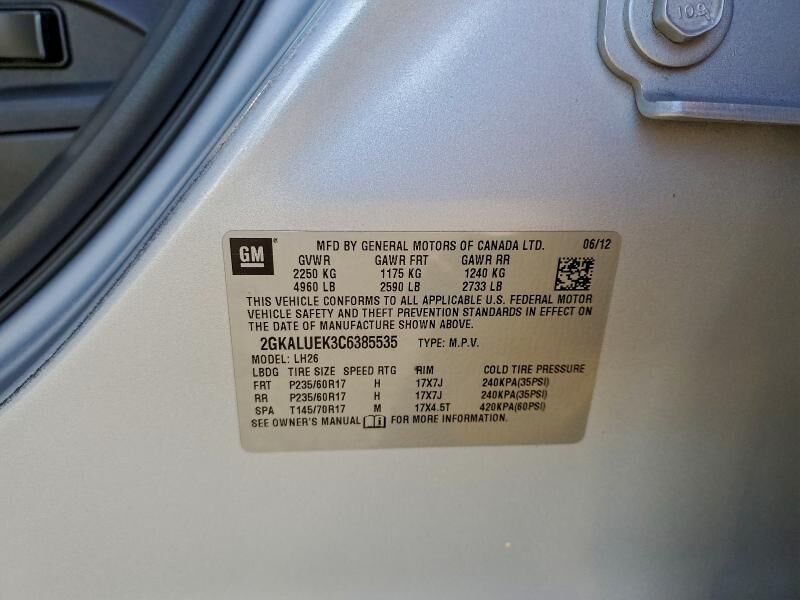 10.9
GM ® MFD BY GENERAL MOTORS OF CANADA LTD. 06/12
GVWR GAWR FRT GAWR RR
2250 KG 1175 KG 1240 KG
4960 LB 2590 LB 2733 LB
THIS VEHICLE CONFORMS TO ALL APPLICABLE U.S. FEDERAL MOTOR
VEHICLE SAFETY AND THEFT PREVENTION STANDARDS IN EFFECT ON
THE DATE OF MANUFACTURE SHOWN ABOVE.
2GKALUEK3C6385535 TYPE: M.P.V.
MODEL: LH26
LBDG TIRE SIZE SPEED RTG RIM COLD TIRE PRESSURE
FRT P235/60R17 H 17X7J 240KPA(35PSI)
RR P235/60R17 H 17X7J 240KPA(35PSI)
SPA T145/70R17 M 17X4.5T 420KPA(60PSI)
SEE OWNER'S MANUAL i FOR MORE INFORMATION.